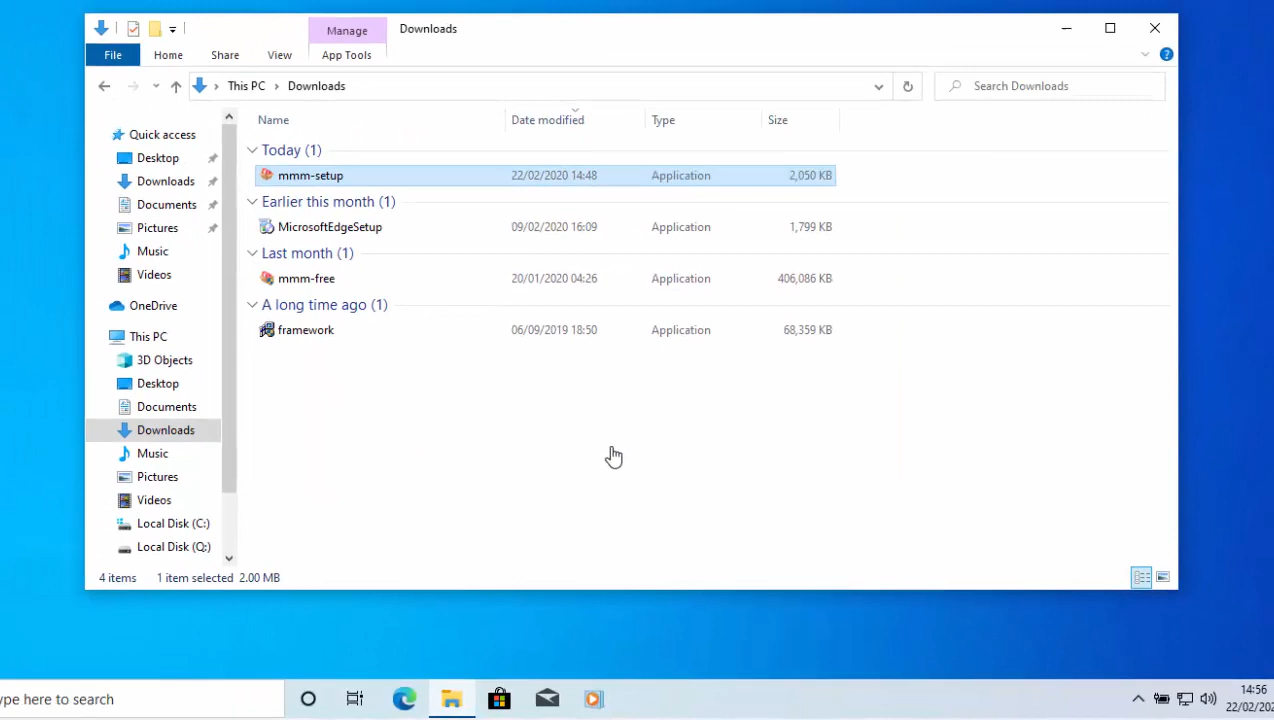 Manage
Downloads
File
Home
Share
View
App Tools
This PC
Downloads
Search Downloads
Name
Date modified
Type
Size
Quick access
Desktop
Downloads
Documents
Pictures
Music
Videos
OneDrive
This PC
3D Objects
Desktop
Documents
Downloads
Music
Pictures
Videos
Local Disk (C:)
Local Disk (Q:)
Today (1)
mmm-setup 22/02/2020 14:48 Application 2,050 KB
Earlier this month (1)
MicrosoftEdgeSetup 09/02/2020 16:09 Application 1,799 KB
Last month (1)
mmm-free 20/01/2020 04:26 Application 406,086 KB
A long time ago (1)
framework 06/09/2019 18:50 Application 68,359 KB
4 items 1 item selected 2.00 MB
ype here to search
14:56
22/02/202